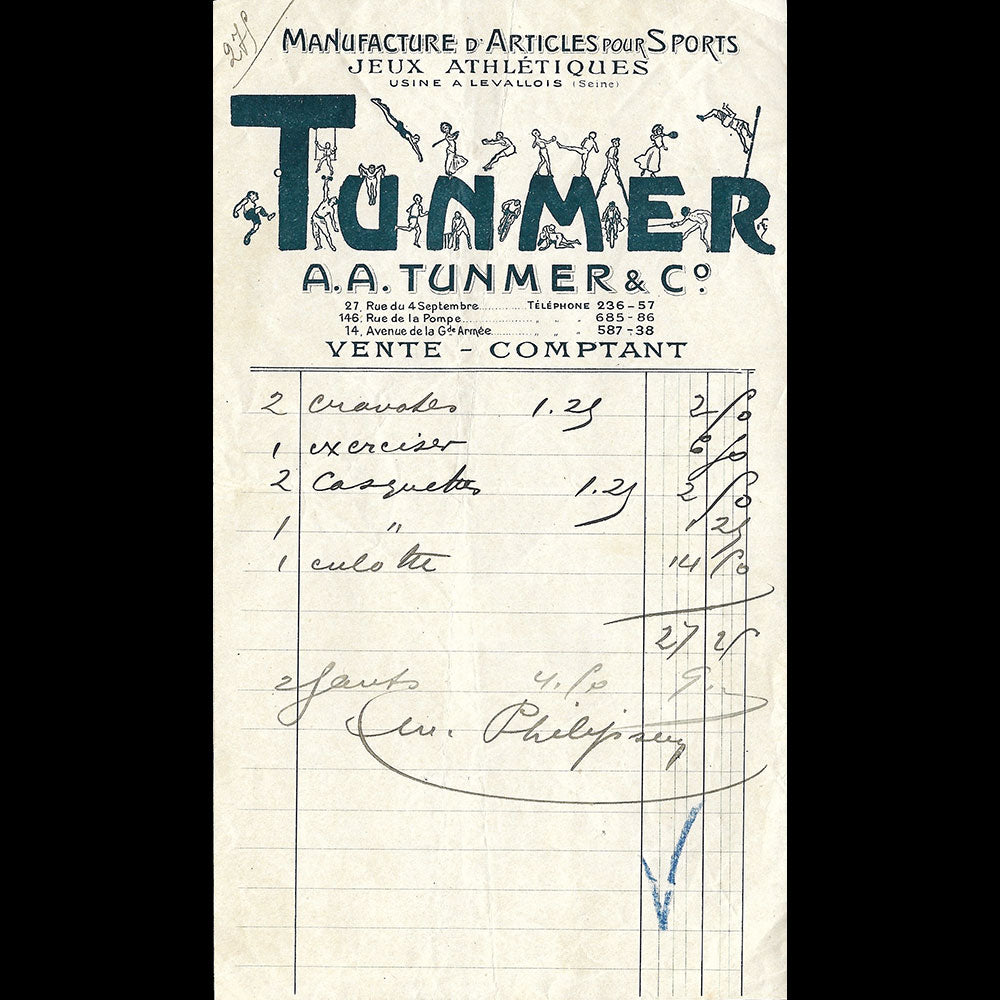 275
MANUFACTURE D'ARTICLES POUR SPORTS
JEUX ATHLÉTIQUES
USINE A LEVALLOIS (Seine)
TUNMER
A.A. TUNMER & Cº
27, Rue du 4 Septembre............ TÉLÉPHONE 236-57
146, Rue de la Pompe............ „ „ 685-86
14, Avenue de la Gde Armée............ „ „ 587-38
VENTE - COMPTANT
2 cravates 1.25 2 50
1 exerciser 6 50
2 casquettes 1.25 2 50
1 " 1 25
1 culotte 14 50
27 25
2 gants 4.50 9.